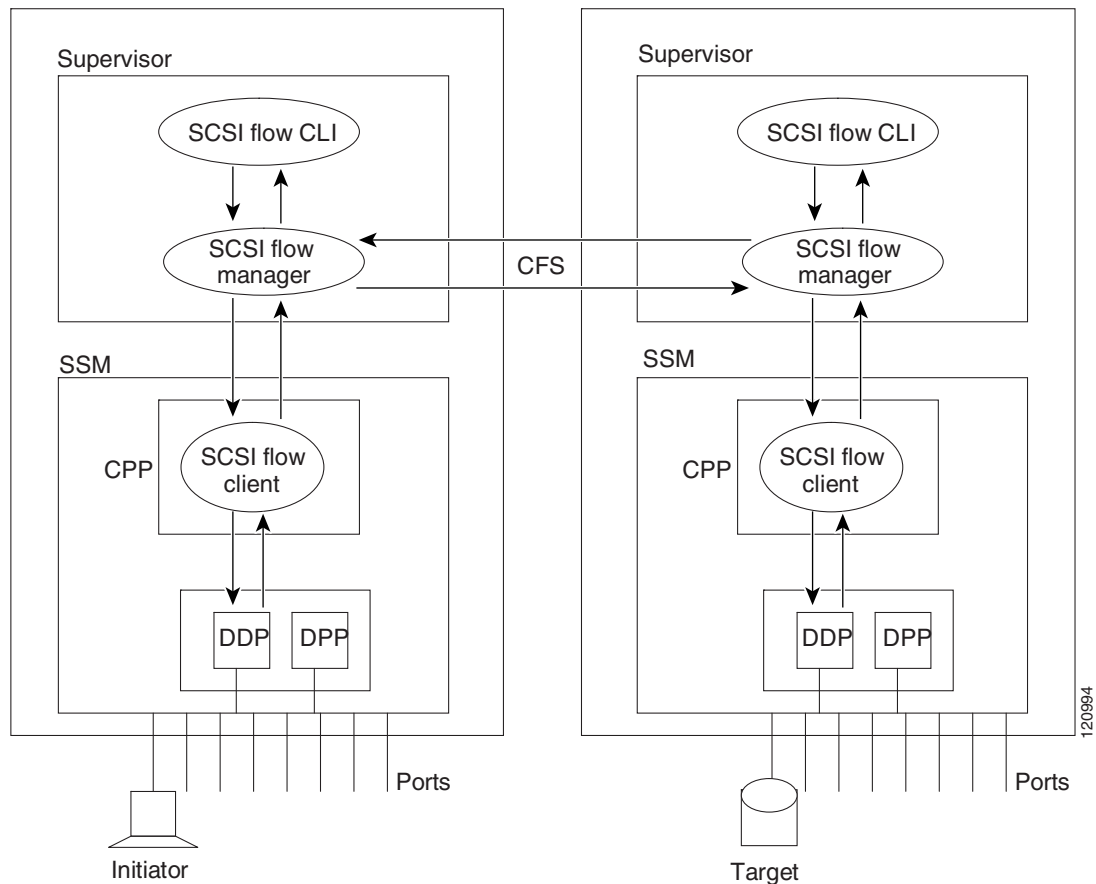 Supervisor
SCSI flow CLI
SCSI flow
manager
SSM
CPP
SCSI flow
client
DDP
DPP
Ports
Initiator
CFS
Supervisor
SCSI flow CLI
SCSI flow
manager
SSM
CPP
SCSI flow
client
DDP
DPP
Ports
Target
120994